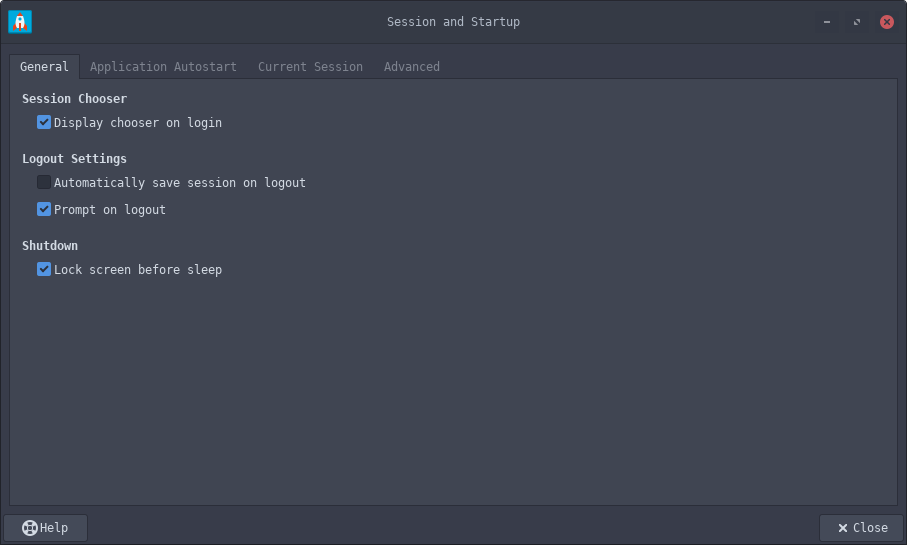 Session and Startup
General Application Autostart Current Session Advanced
Session Chooser
Display chooser on login
Logout Settings
Automatically save session on logout
Prompt on logout
Shutdown
Lock screen before sleep
Help Close